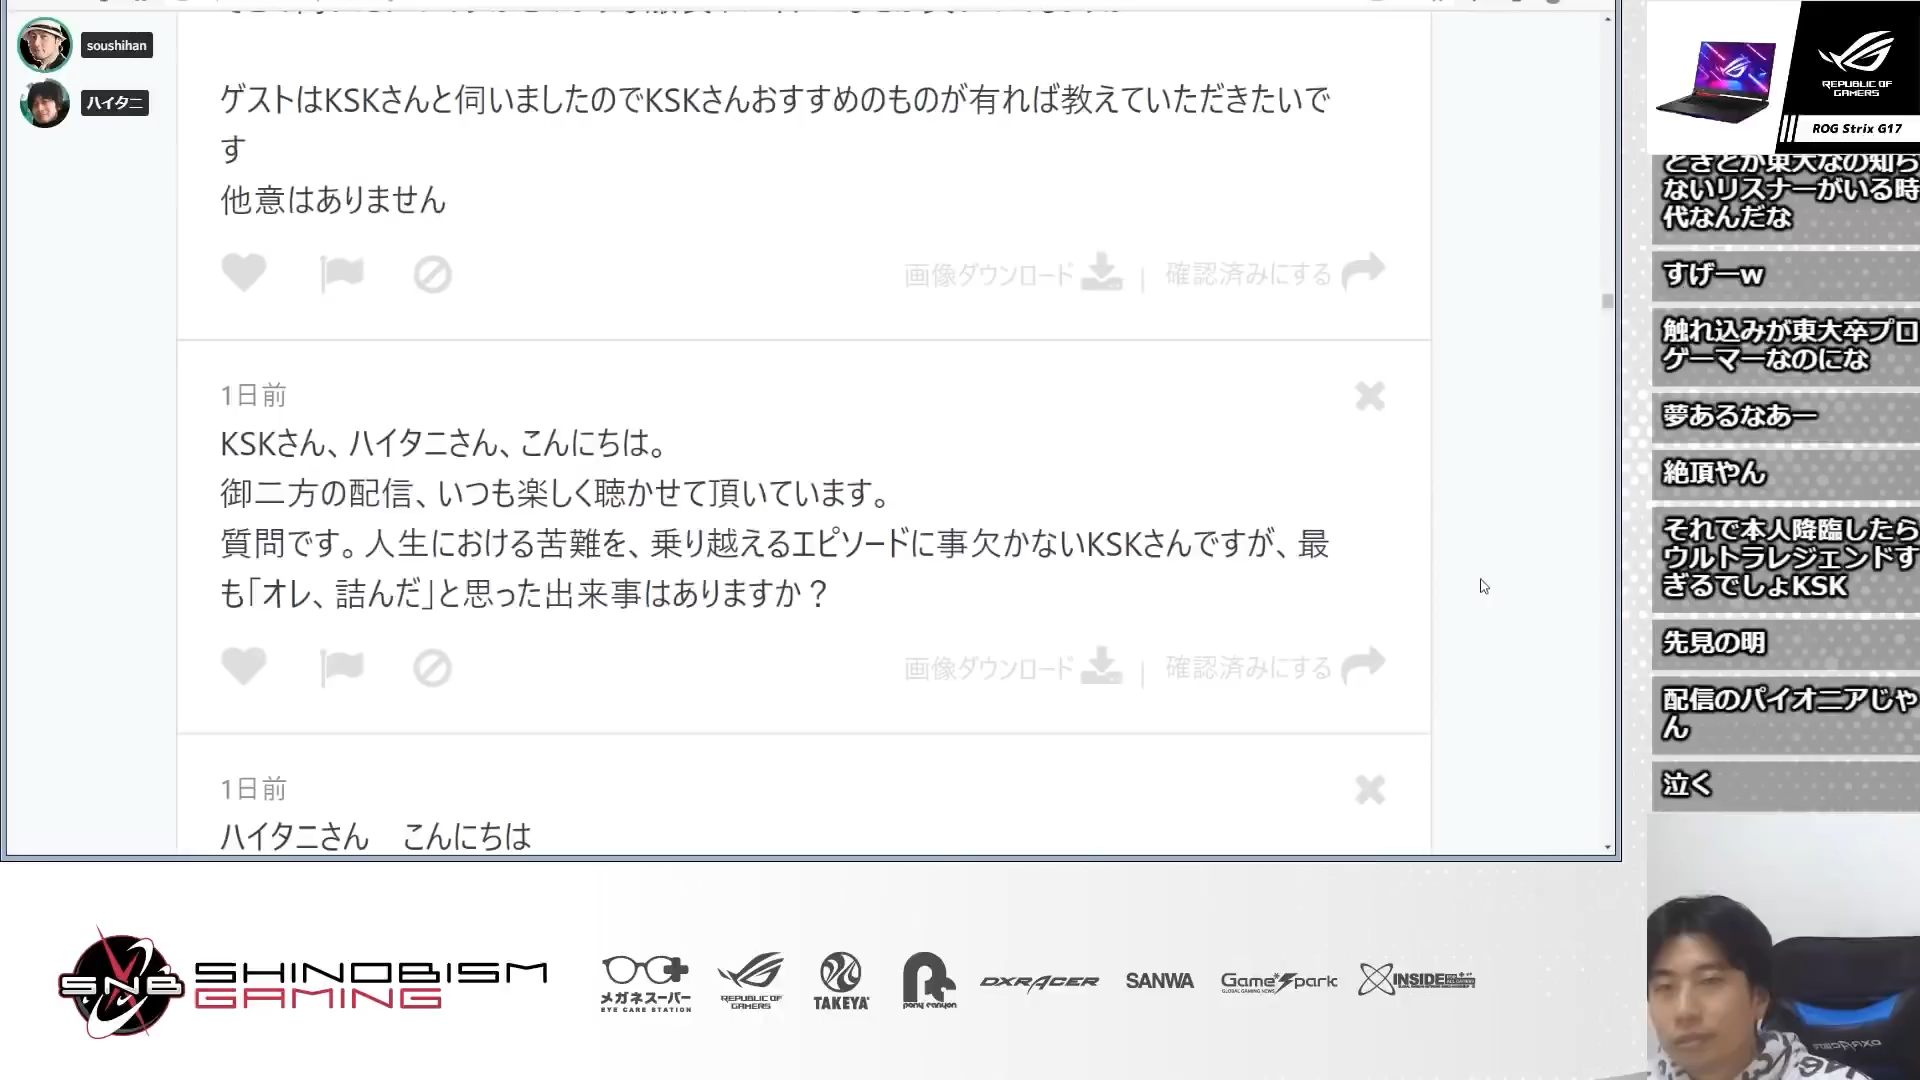 soushihan
ハイタニ
ゲストはKSKさんと伺いましたのでKSKさんおすすめのものが有れば教えていただきたいで
す
他意はありません
画像ダウンロード | 確認済みにする
1日前
KSKさん、ハイタニさん、こんにちは。
御二方の配信、いつも楽しく聴かせて頂いています。
質問です。人生における苦難を、乗り越えるエピソードに事欠かないKSKさんですが、最
も「オレ、詰んだ」と思った出来事はありますか？
画像ダウンロード | 確認済みにする
1日前
ハイタニさん　こんにちは
REPUBLIC OF
GAMERS
ROG Strix G17
ときどが東大なの知ら
ないリスナーがいる時
代なんだな
すげーw
触れ込みが東大卒プロ
ゲーマーなのにな
夢あるなあー
絶頂やん
それで本人降臨したら
ウルトラレジェンドす
ぎるでしょKSK
先見の明
配信のパイオニアじゃ
ん
泣く
SNB
SHINOBISM
GAMING
メガネスーパー
EYE CARE STATION
REPUBLIC OF
GAMERS
TAKEYA
pony canyon
DXRACER
SANWA
Game*Spark
GLOBAL GAMING NEWS
INSIDE